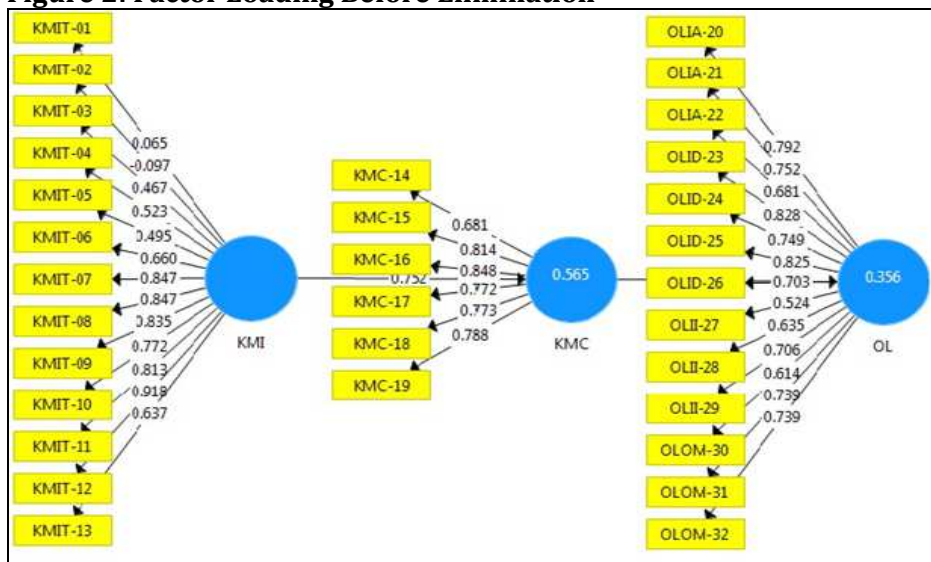 Figure 2: Factor Loading Before Elimination
KMIT-01
KMIT-02
KMIT-03
KMIT-04
KMIT-05
KMIT-06
KMIT-07
KMIT-08
KMIT-09
KMIT-10
KMIT-11
KMIT-12
KMIT-13
0.065
-0.097
0.467
0.523
0.495
0.660
0.847
0.847
0.835
0.772
0.813
0.918
0.637
KMI
0.752
KMC-14
KMC-15
KMC-16
KMC-17
KMC-18
KMC-19
0.681
0.814
0.848
0.772
0.773
0.788
0.565
KMC
OLIA-20
OLIA-21
OLIA-22
OLID-23
OLID-24
OLID-25
OLID-26
OLII-27
OLII-28
OLII-29
OLOM-30
OLOM-31
OLOM-32
0.792
0.752
0.681
0.828
0.749
0.825
0.703
0.524
0.635
0.706
0.614
0.739
0.739
0.356
OL